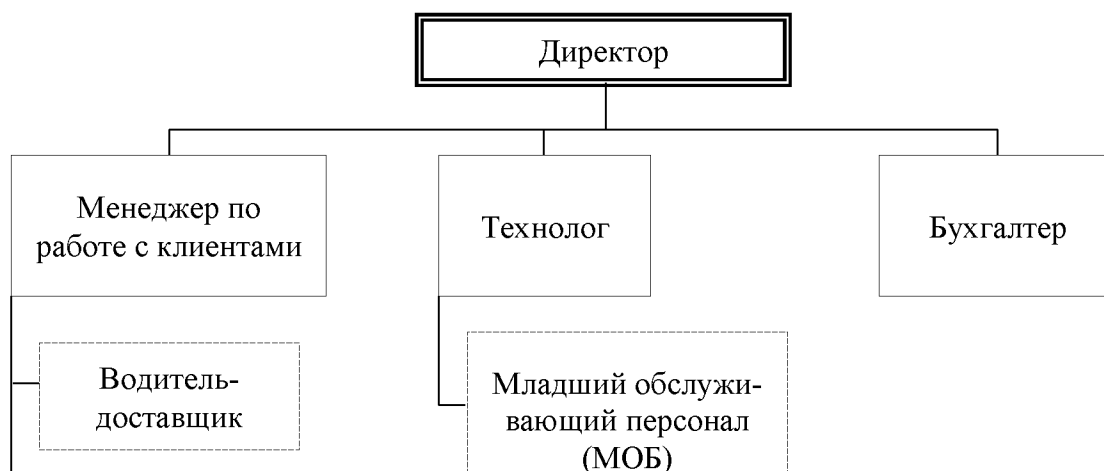 Директор
Менеджер по
работе с клиентами
Технолог
Бухгалтер
Водитель-
доставщик
Младший обслужи-
вающий персонал
(МОБ)